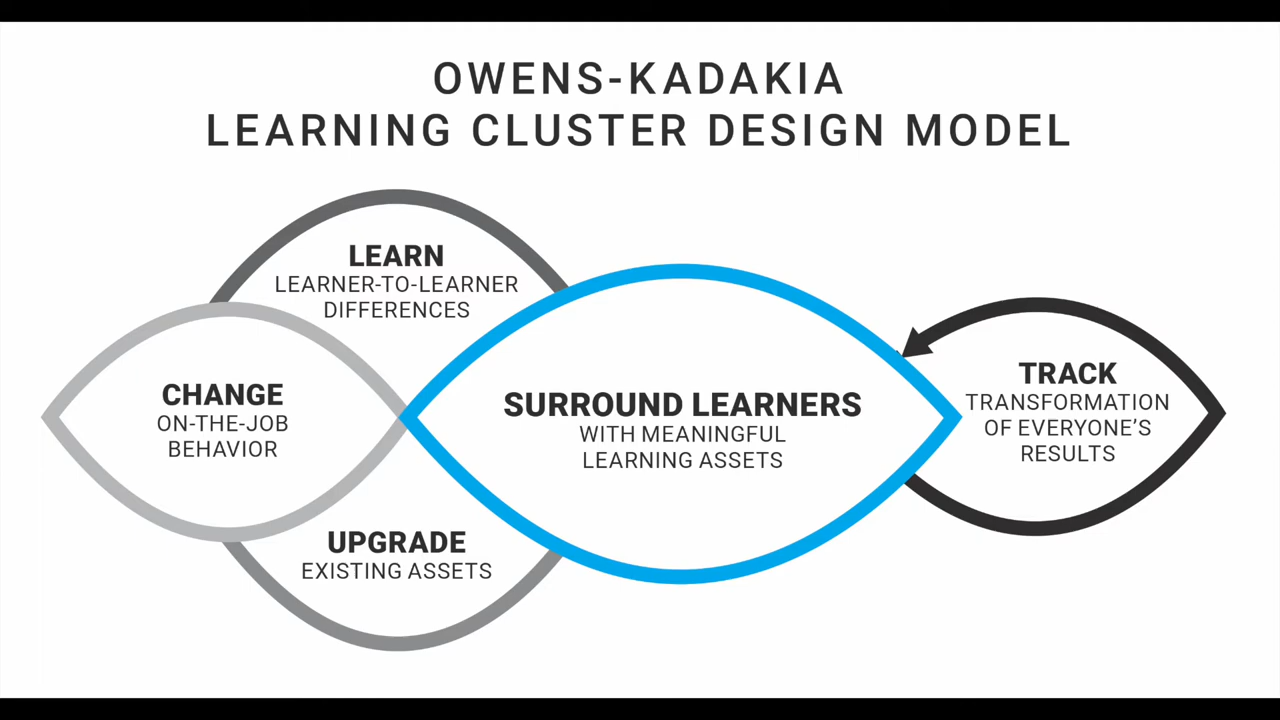 OWENS-KADAKIA
LEARNING CLUSTER DESIGN MODEL
LEARN
LEARNER-TO-LEARNER
DIFFERENCES
CHANGE
ON-THE-JOB
BEHAVIOR
SURROUND LEARNERS
WITH MEANINGFUL
LEARNING ASSETS
TRACK
TRANSFORMATION
OF EVERYONE'S
RESULTS
UPGRADE
EXISTING ASSETS